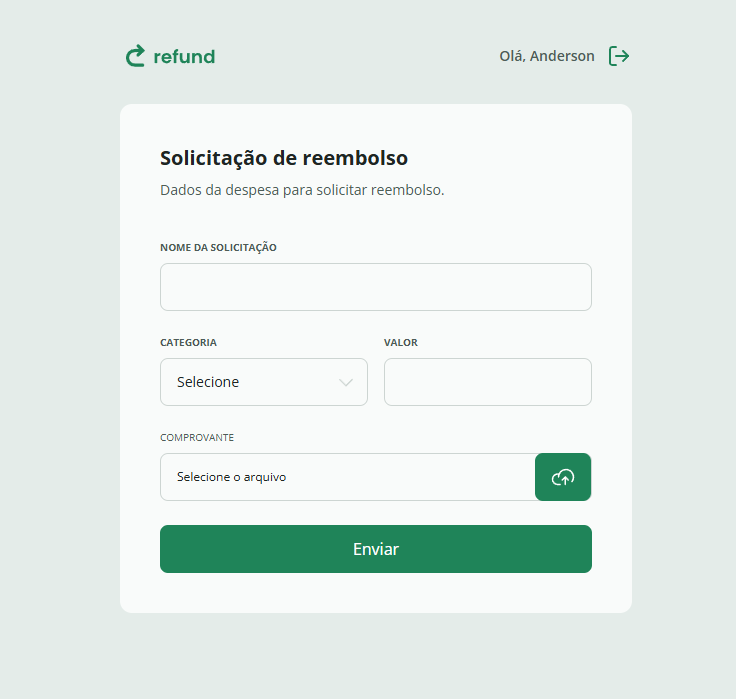 refund
Olá, Anderson
Solicitação de reembolso
Dados da despesa para solicitar reembolso.
NOME DA SOLICITAÇÃO
CATEGORIA
VALOR
Selecione
COMPROVANTE
Selecione o arquivo
Enviar